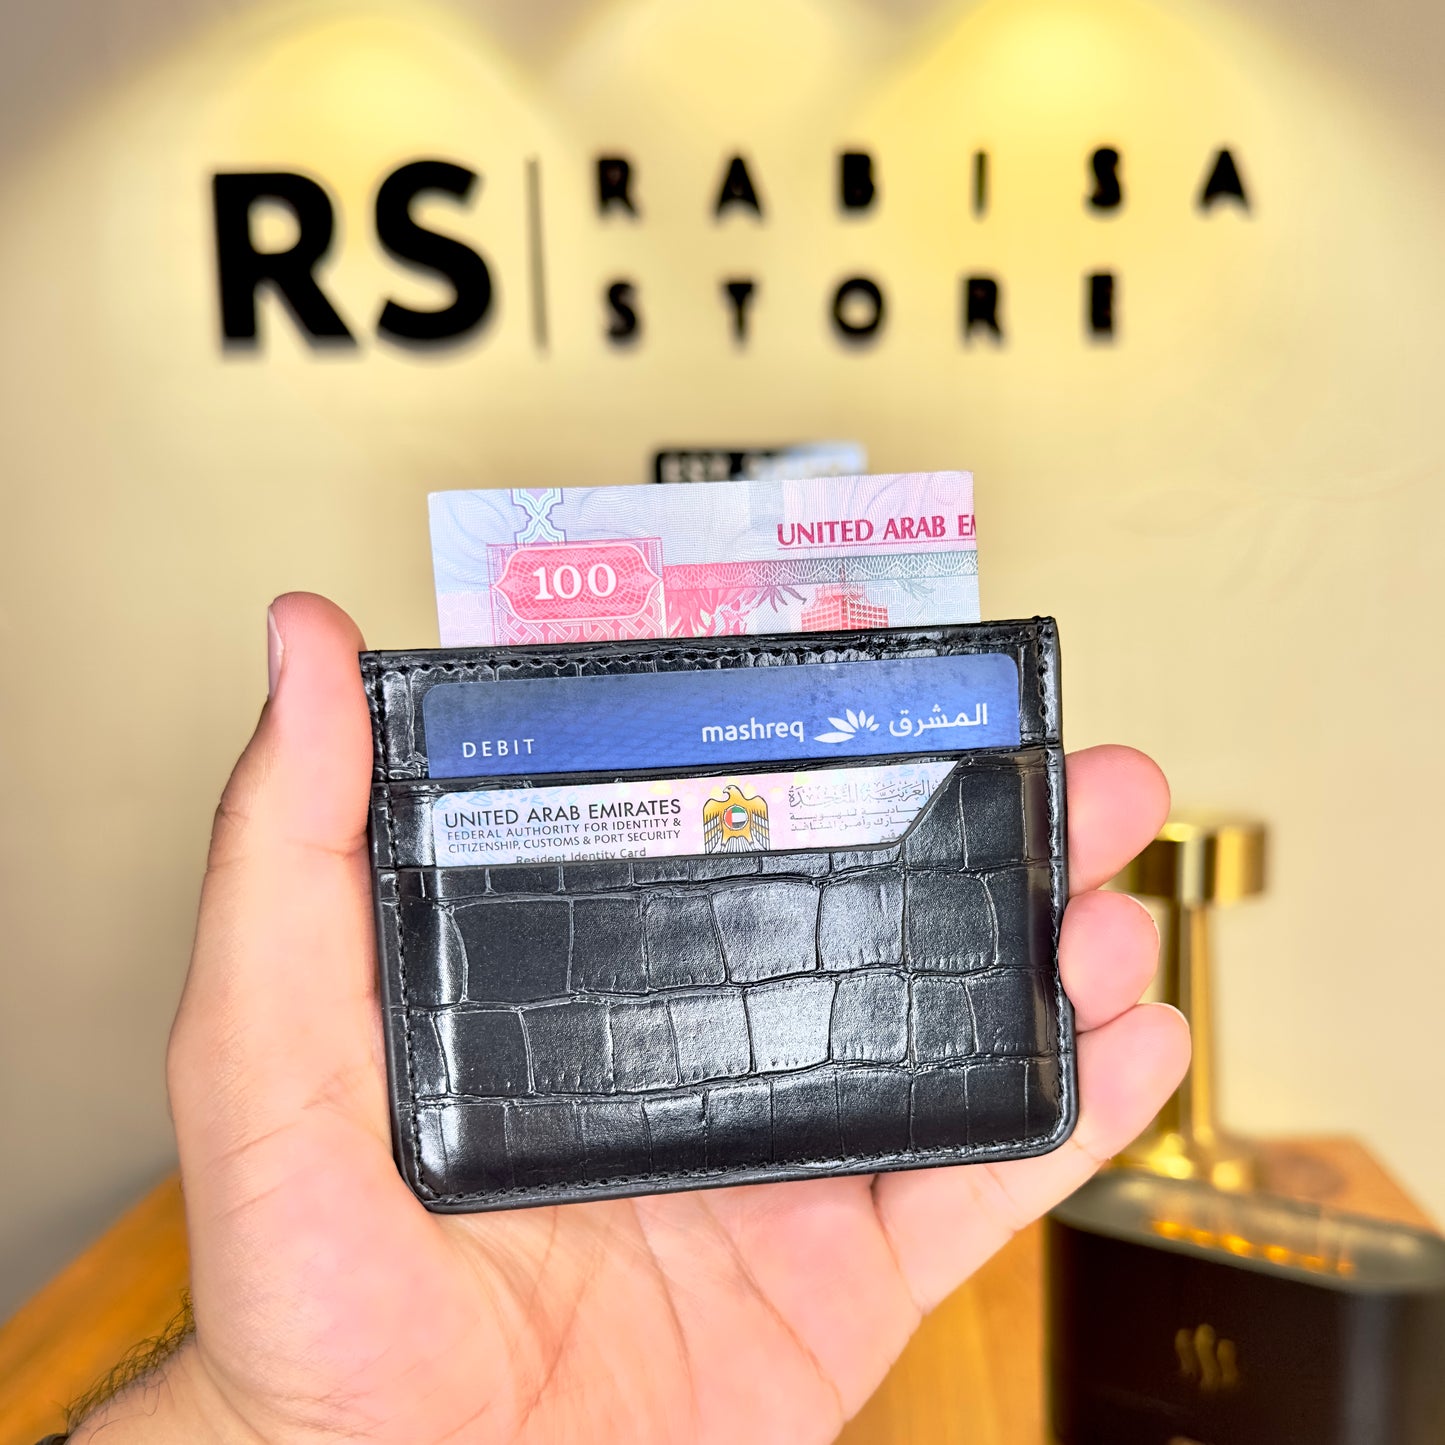 RS
RABISA
STORE
UNITED ARAB EM
100
DEBIT
mashreq المشرق
UNITED ARAB EMIRATES
FEDERAL AUTHORITY FOR IDENTITY &
CITIZENSHIP, CUSTOMS & PORT SECURITY
Resident Identity Card